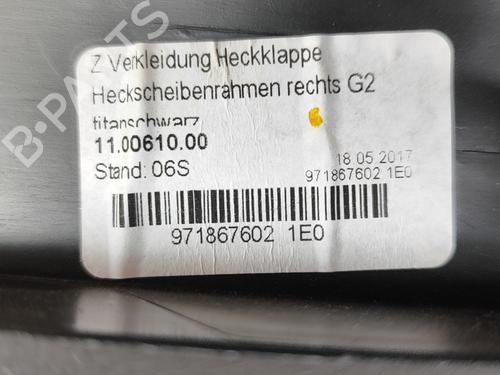 B-PARTS
Z Verkleidung Heckklappe
Heckscheibenrahmen rechts G2
titanschwarz
11.00610.00
Stand: 06S
18.05.2017
971867602 1E0
971867602 1E0